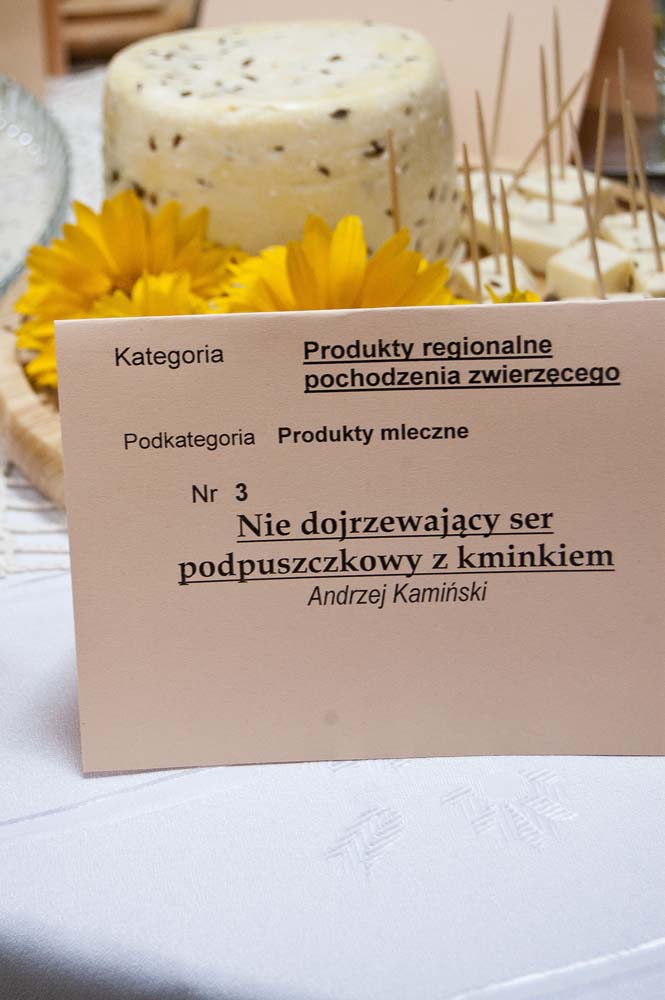 Kategoria Produkty regionalne
pochodzenia zwierzęcego
Podkategoria Produkty mleczne
Nr 3
Nie dojrzewający ser
podpuszczkowy z kminkiem
Andrzej Kamiński